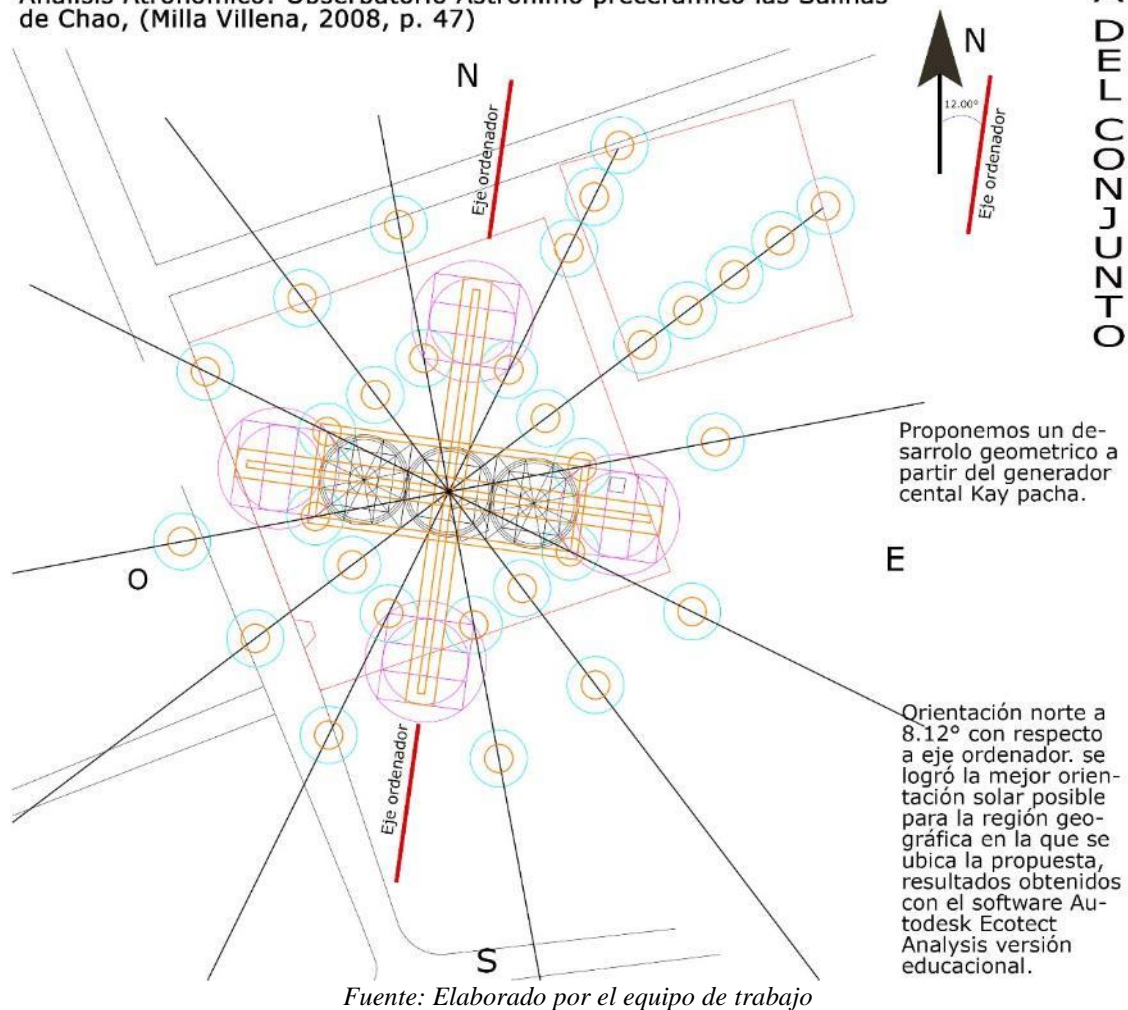 Análisis Atronómico: Observatorio Astrónimo precerámico las Salinas
de Chao, (Milla Villena, 2008, p. 47)
N
Eje ordenador
N
12.00°
Eje ordenador
A
DEL CONJUNTO
Proponemos un de-
sarrolo geometrico a
partir del generador
cental Kay pacha.
O
E
Orientación norte a
8.12° con respecto
a eje ordenador. se
logró la mejor orien-
tación solar posible
para la región geo-
gráfica en la que se
ubica la propuesta,
resultados obtenidos
con el software Au-
todesk Ecotect
Analysis versión
educacional.
Eje ordenador
S
Fuente: Elaborado por el equipo de trabajo